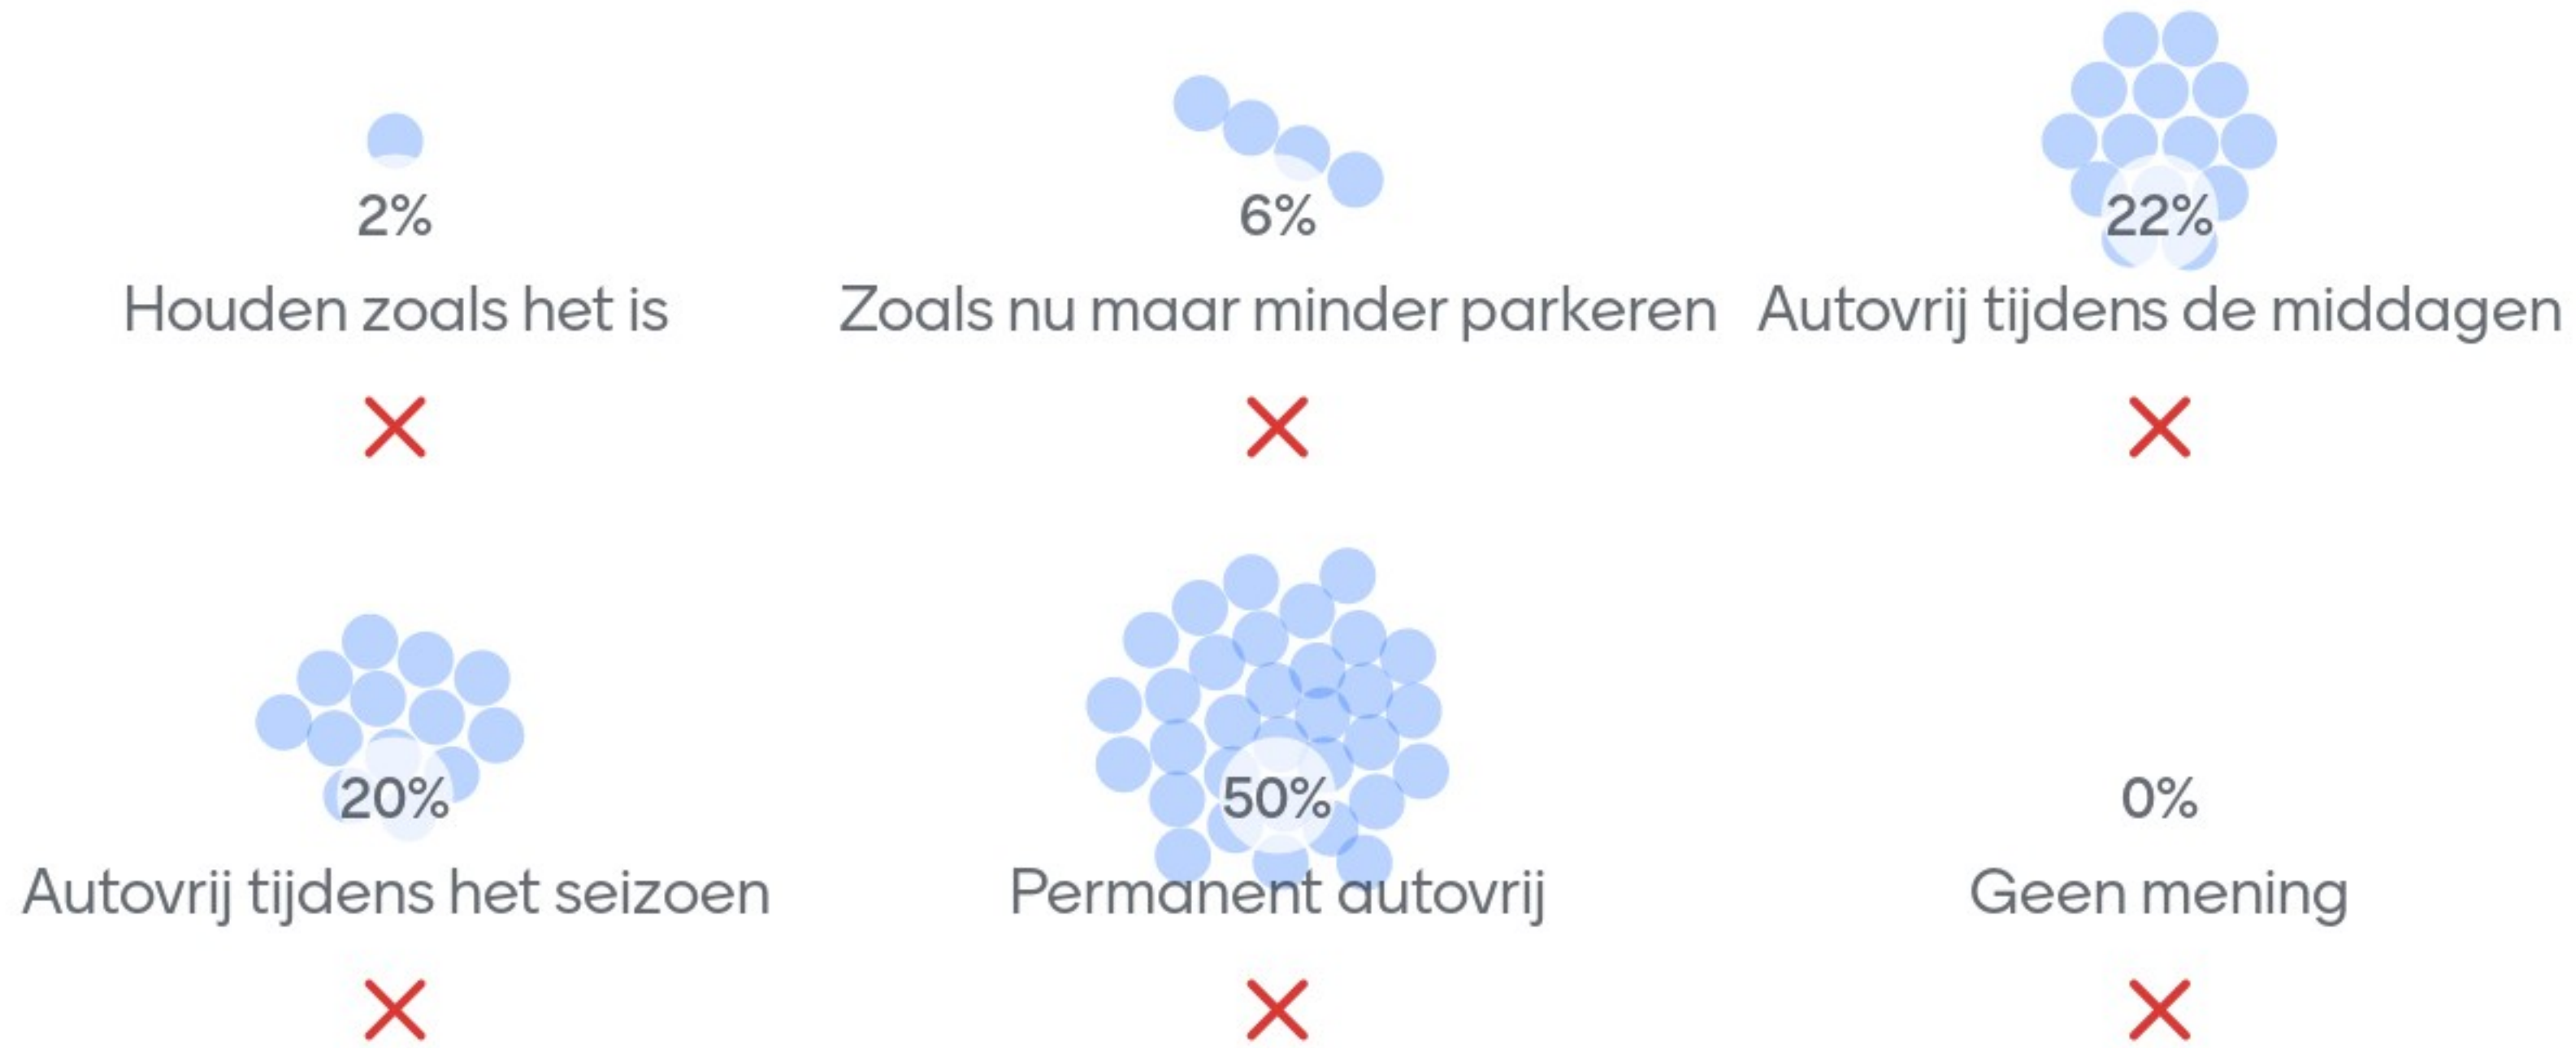 2%
Houden zoals het is
6%
Zoals nu maar minder parkeren
22%
Autovrij tijdens de middagen
20%
Autovrij tijdens het seizoen
50%
Permanent autovrij
0%
Geen mening